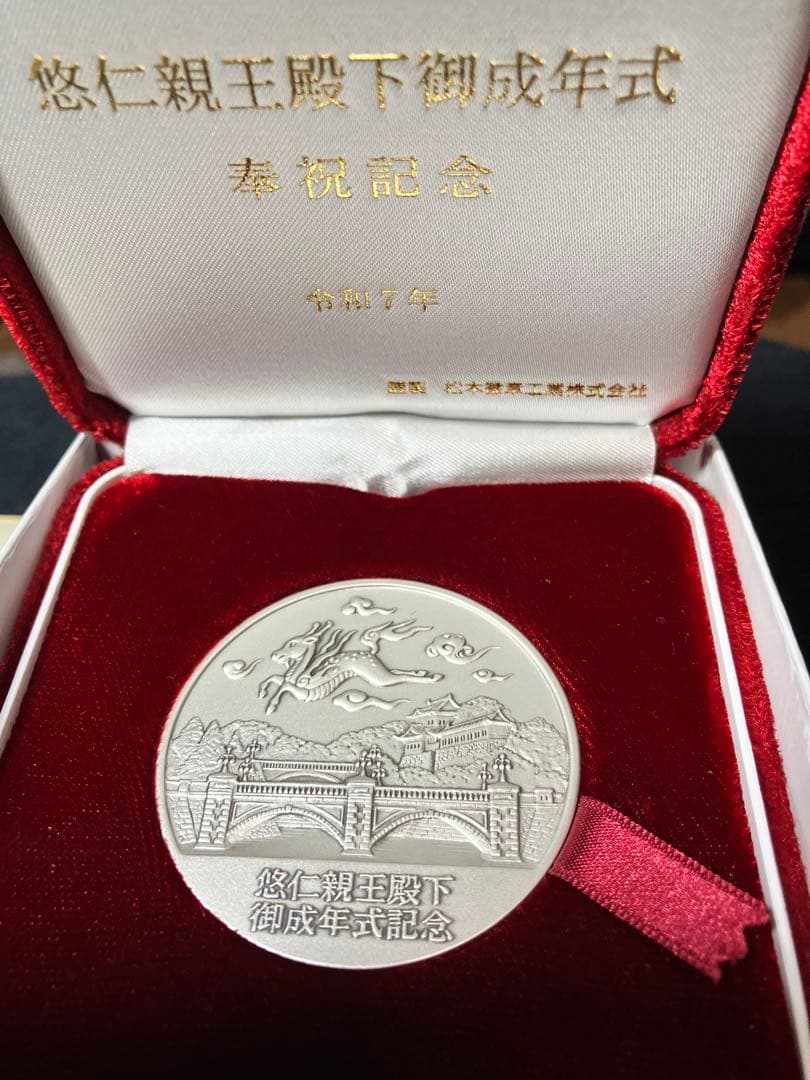 悠仁親王殿下御成年式
奉祝記念
令和7年
謹製 松本徽章工業株式会社
悠仁親王殿下
御成年式記念